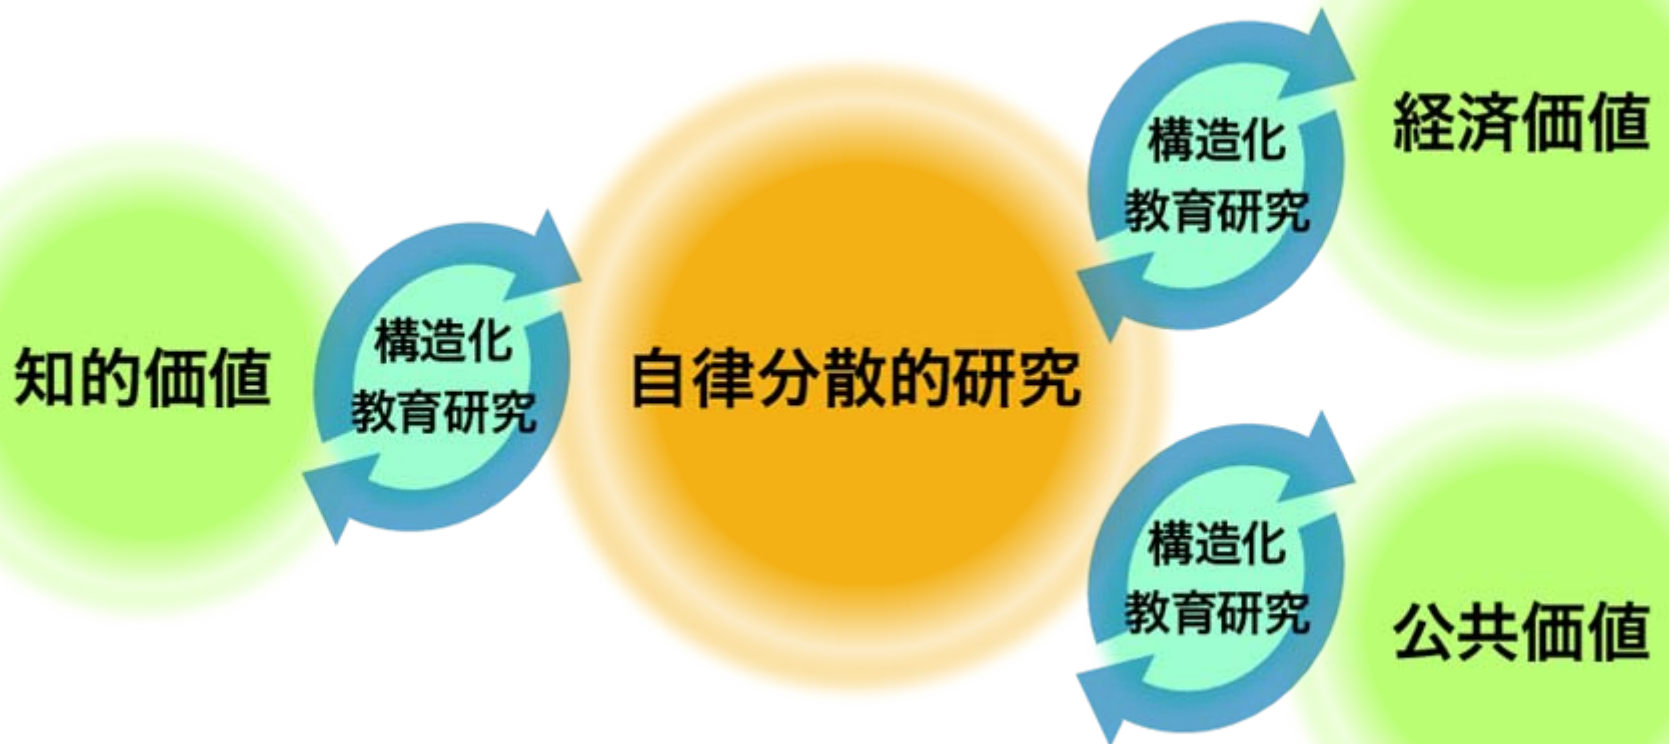 知的価値
構造化
教育研究
自律分散的研究
構造化
教育研究
経済価値
構造化
教育研究
公共価値